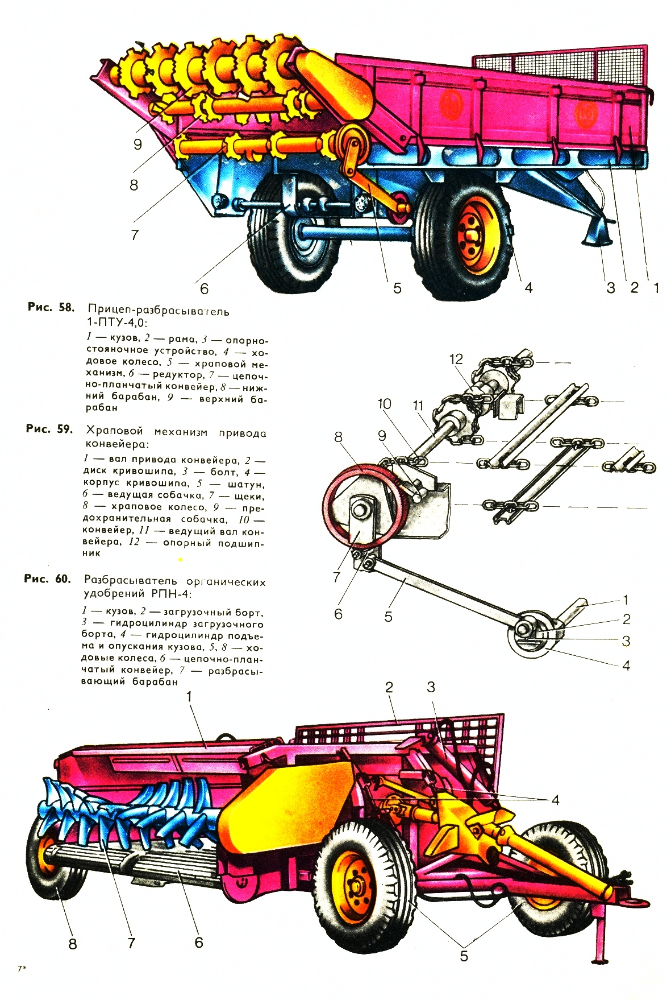 9
8
7
6
5
4
3 2 1
Рис. 58. Прицеп-разбрасыватель
1-ПТУ-4,0:
1 — кузов, 2 — рама, 3 — опорно-
стояночное устройство, 4 — хо-
довое колесо, 5 — храповой ме-
ханизм, 6 — редуктор, 7 — цепоч-
но-планчатый конвейер, 8 — ниж-
ний барабан, 9 — верхний ба-
рабан
Рис. 59. Храповой механизм привода
конвейера:
1 — вал привода конвейера, 2 —
диск кривошипа, 3 — болт, 4 —
корпус кривошипа, 5 — шатун,
6 — ведущая собачка, 7 — щеки,
8 — храповое колесо, 9 — пре-
дохранительная собачка, 10 —
конвейер, 11 — ведущий вал кон-
вейера, 12 — опорный подшип-
ник
12
10 11
8 9
7
6 5
1
2
3
4
Рис. 60. Разбрасыватель органических
удобрений РПН-4:
1 — кузов, 2 — загрузочный борт,
3 — гидроцилиндр загрузочного
борта, 4 — гидроцилиндр подъе-
ма и опускания кузова, 5, 8 — хо-
довые колеса, 6 — цепочно-план-
чатый конвейер, 7 — разбрасы-
вающий барабан
1
2 3
4
8 7 6
5
7*